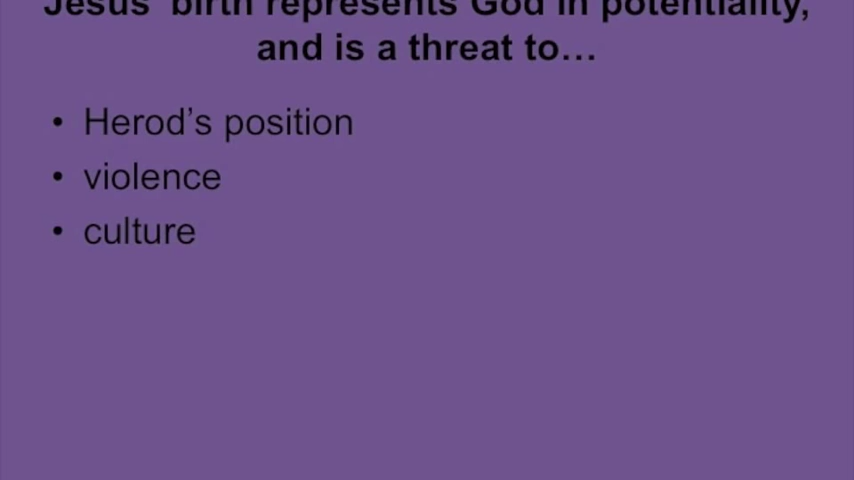 Jesus' birth represents God in potentiality,
and is a threat to…
• Herod’s position
• violence
• culture